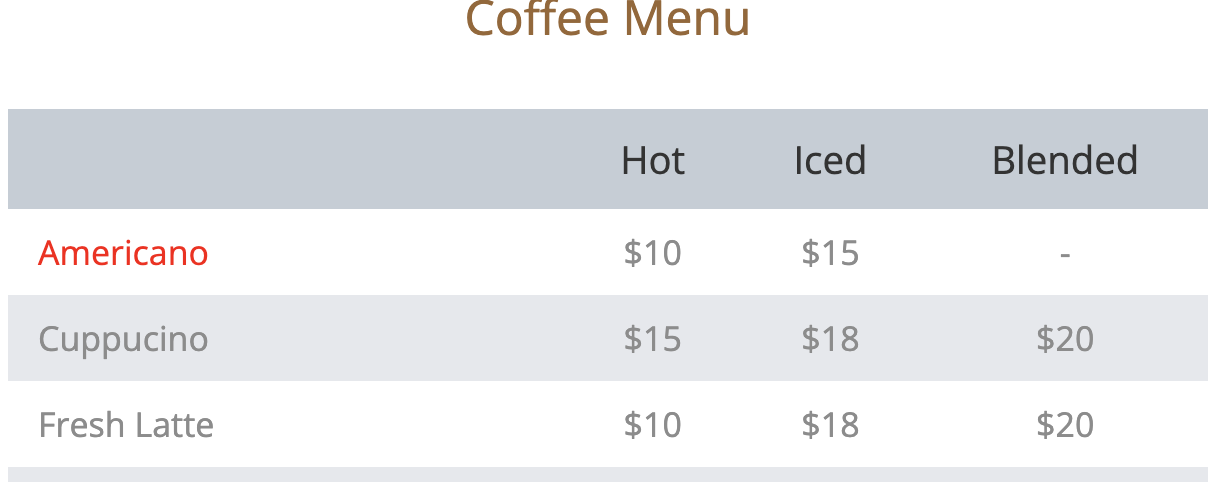 Coffee Menu
Hot Iced Blended
Americano $10 $15 -
Cuppucino $15 $18 $20
Fresh Latte $10 $18 $20